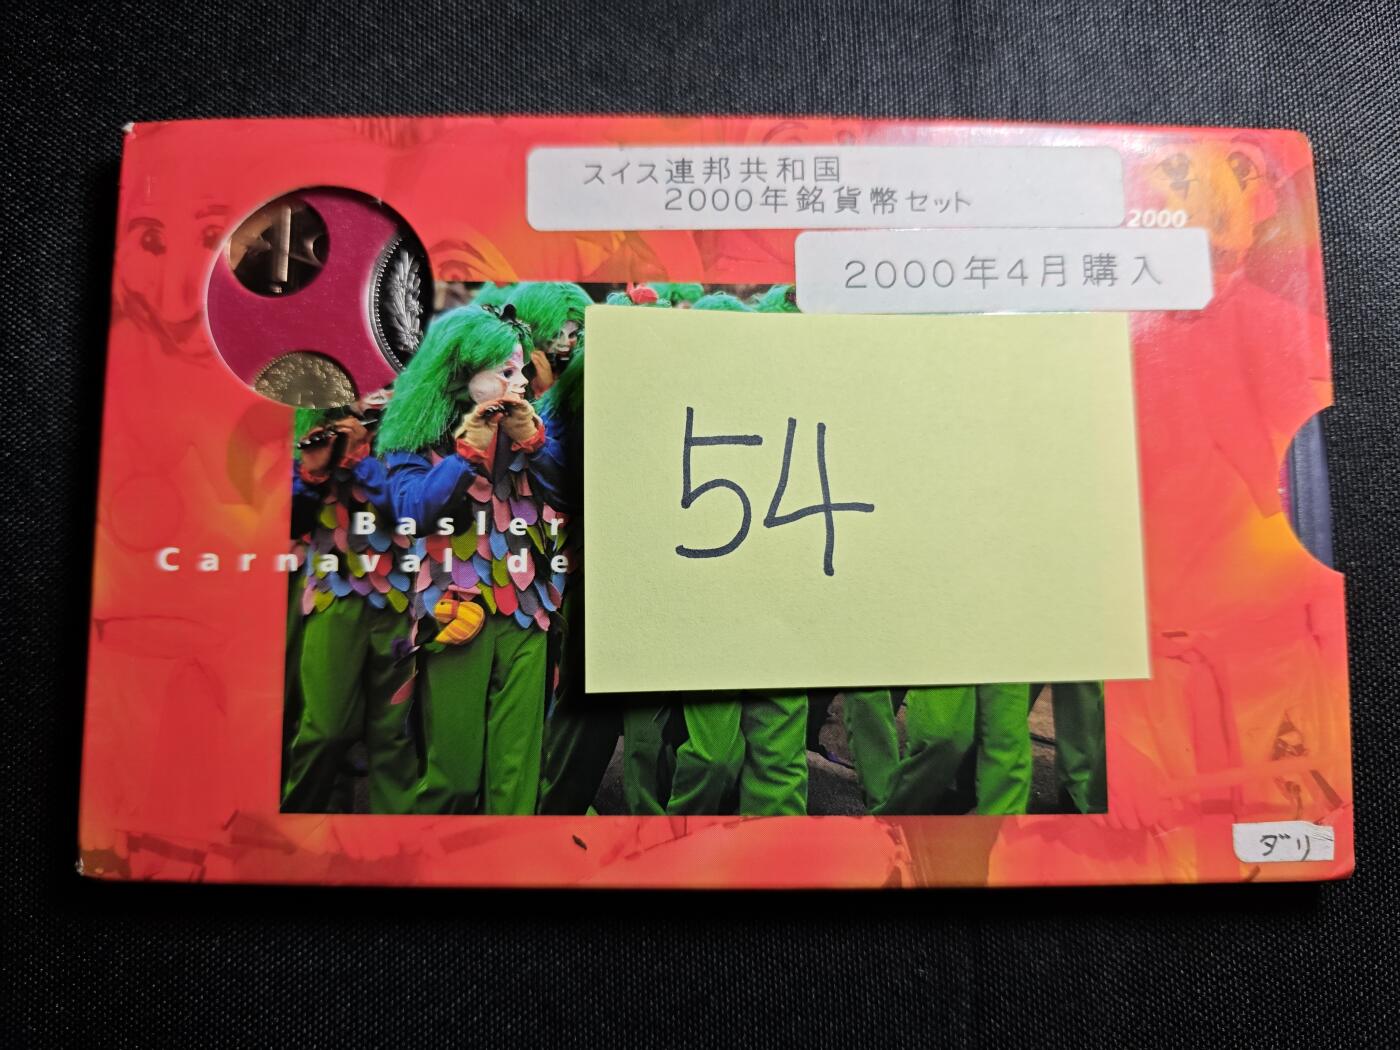 スイス連邦共和国
2000年銘貨幣セット
2000
2000年4月購入
54
Basler
Carnaval de
ダリ